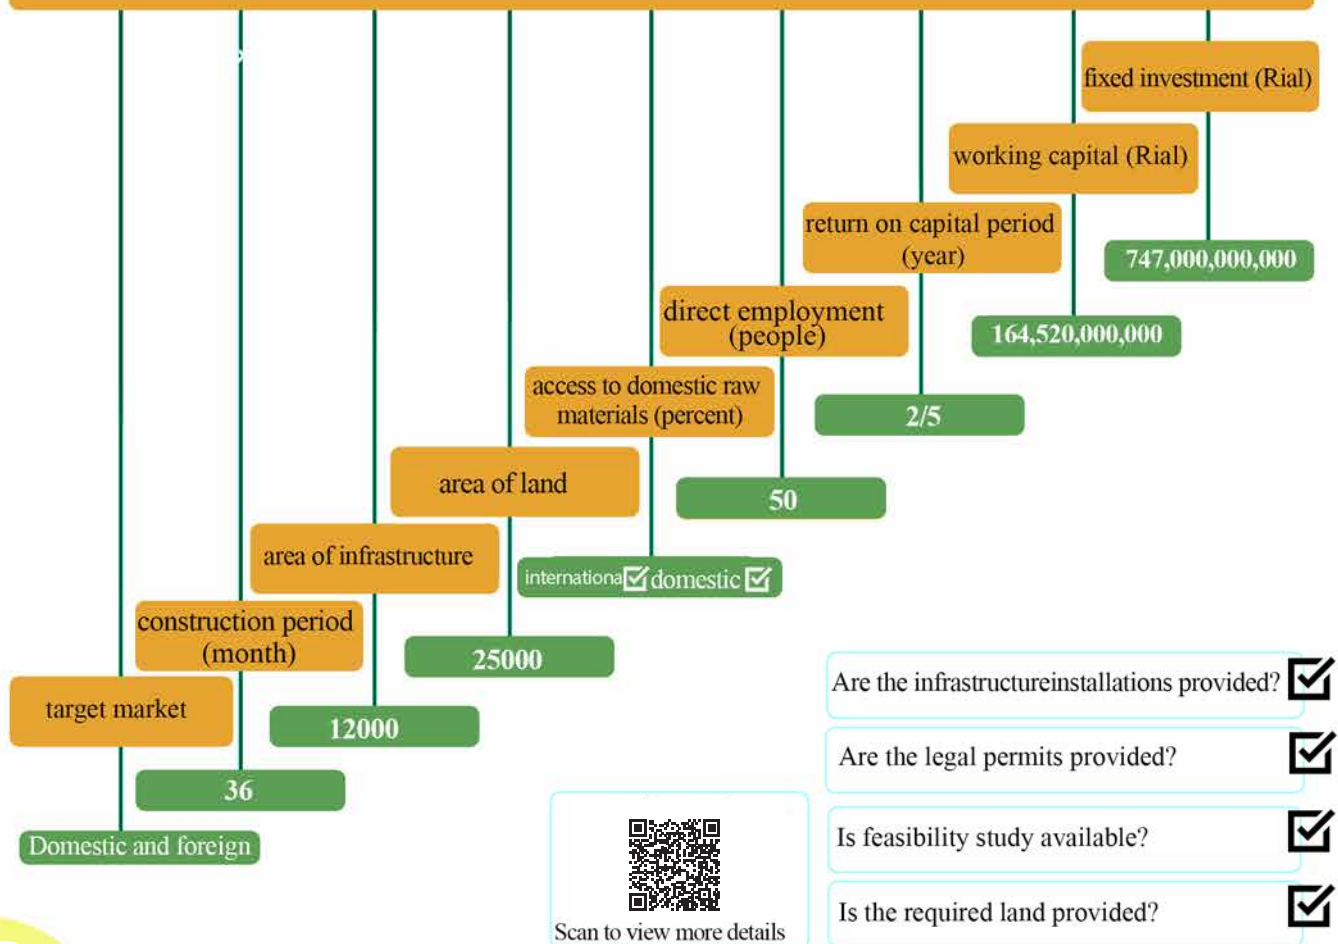 fixed investment (Rial)
747,000,000,000
working capital (Rial)
164,520,000,000
return on capital period
(year)
2/5
direct employment
(people)
50
access to domestic raw
materials (percent)
internationa domestic
area of land
25000
area of infrastructure
12000
construction period
(month)
36
target market
Domestic and foreign
Are the infrastructureinstallations provided?
Are the legal permits provided?
Is feasibility study available?
Is the required land provided?
Scan to view more details